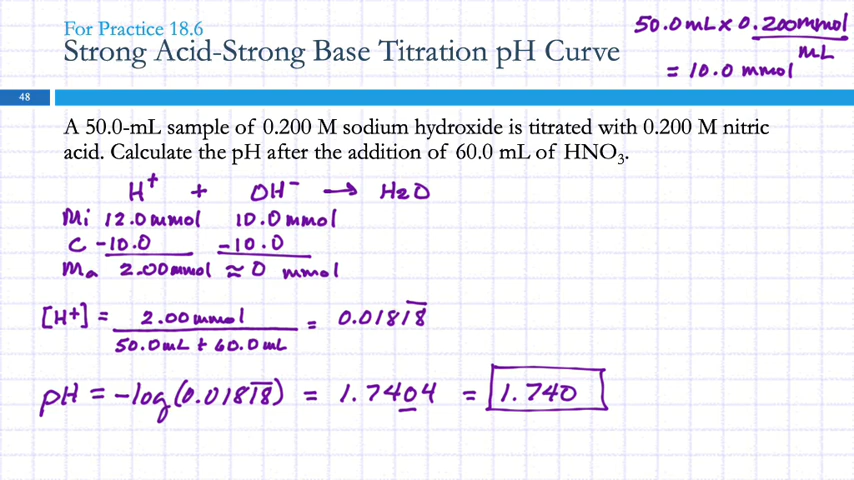 For Practice 18.6
Strong Acid-Strong Base Titration pH Curve
50.0 mL x 0.200 mmol
mL
= 10.0 mmol
48
A 50.0-mL sample of 0.200 M sodium hydroxide is titrated with 0.200 M nitric
acid. Calculate the pH after the addition of 60.0 mL of HNO₃.
H⁺ + OH⁻ → H₂O
Mi 12.0 mmol 10.0 mmol
C -10.0 -10.0
Ma 2.00 mmol ≈ 0 mmol
[H+] = 2.00 mmol = 0.0181̅8̅
50.0 mL + 60.0 mL
pH = -log(0.0181̅8̅) = 1.7404 = 1.740